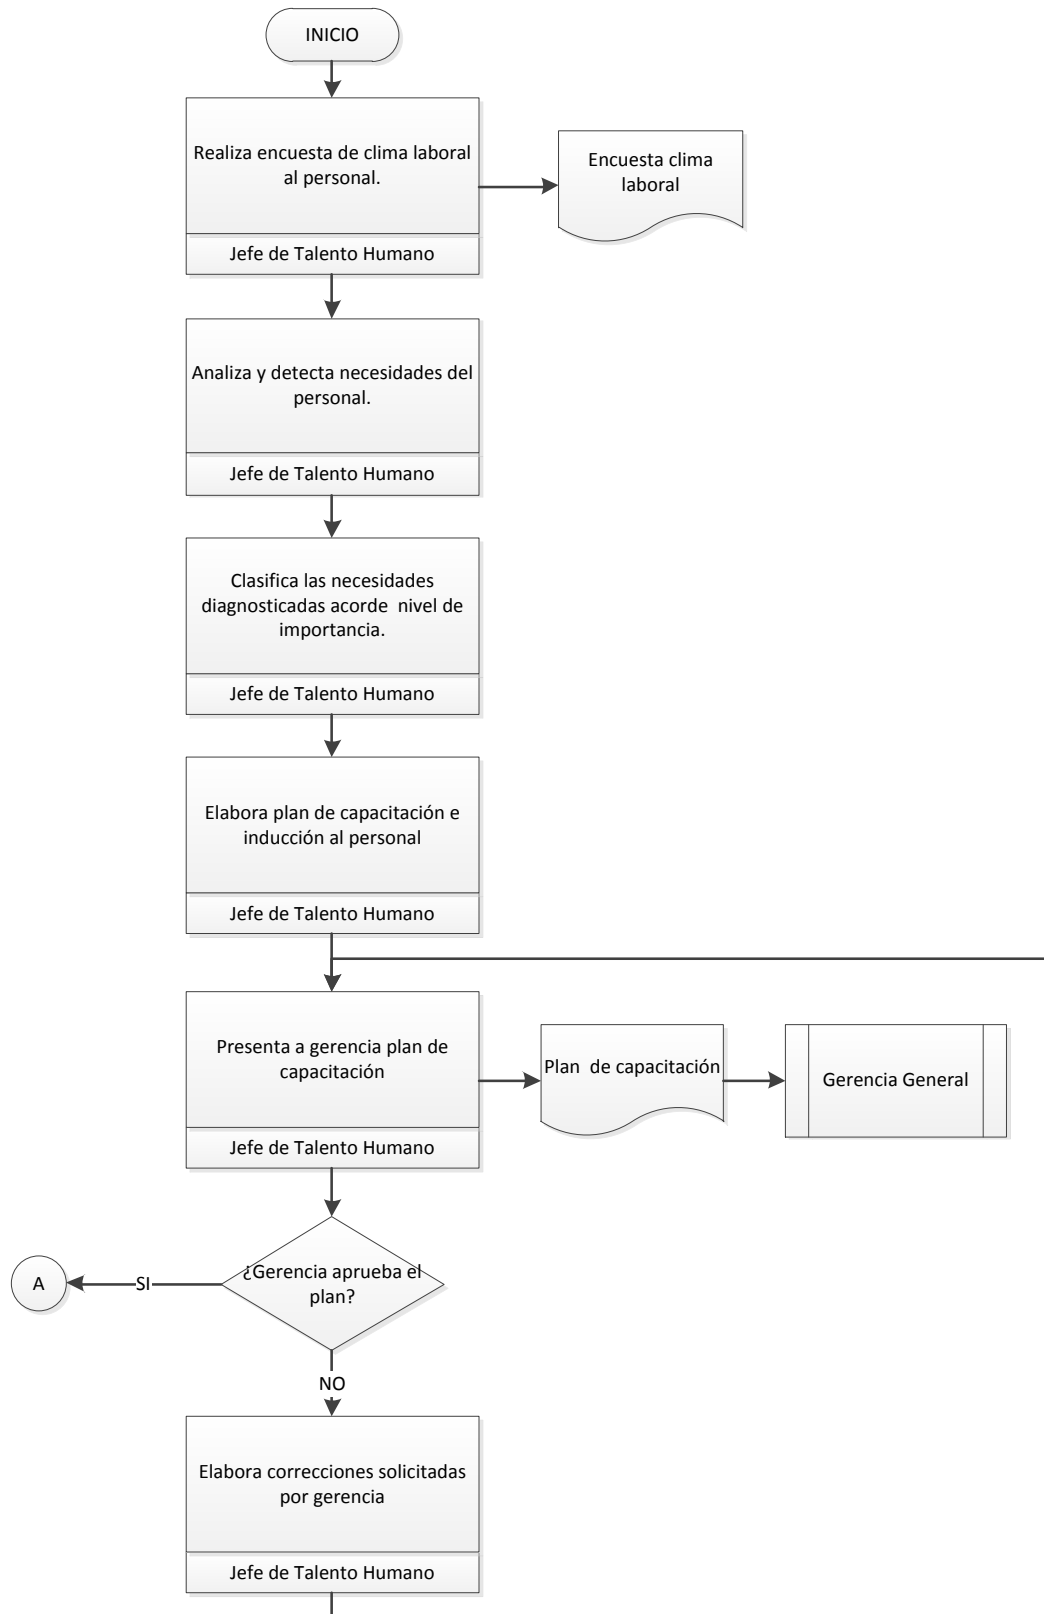 INICIO
Realiza encuesta de clima laboral
al personal.
Jefe de Talento Humano
Encuesta clima
laboral
Analiza y detecta necesidades del
personal.
Jefe de Talento Humano
Clasifica las necesidades
diagnosticadas acorde  nivel de
importancia.
Jefe de Talento Humano
Elabora plan de capacitación e
inducción al personal
Jefe de Talento Humano
Presenta a gerencia plan de
capacitación
Jefe de Talento Humano
Plan  de capacitación
Gerencia General
¿Gerencia aprueba el
plan?
SI
A
NO
Elabora correcciones solicitadas
por gerencia
Jefe de Talento Humano